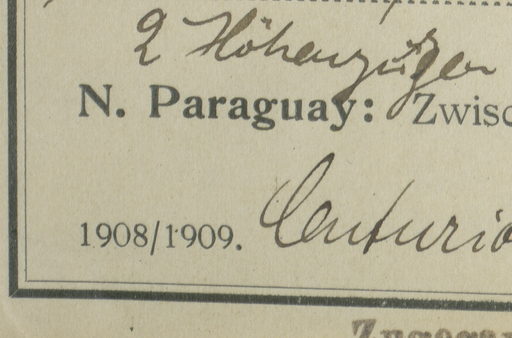 2 Höhenzügen
N. Paraguay: Zwisc
1908/1909. Centurio